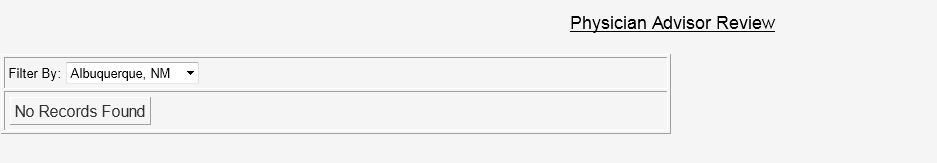 Physician Advisor Review
Filter By: Albuquerque, NM
No Records Found